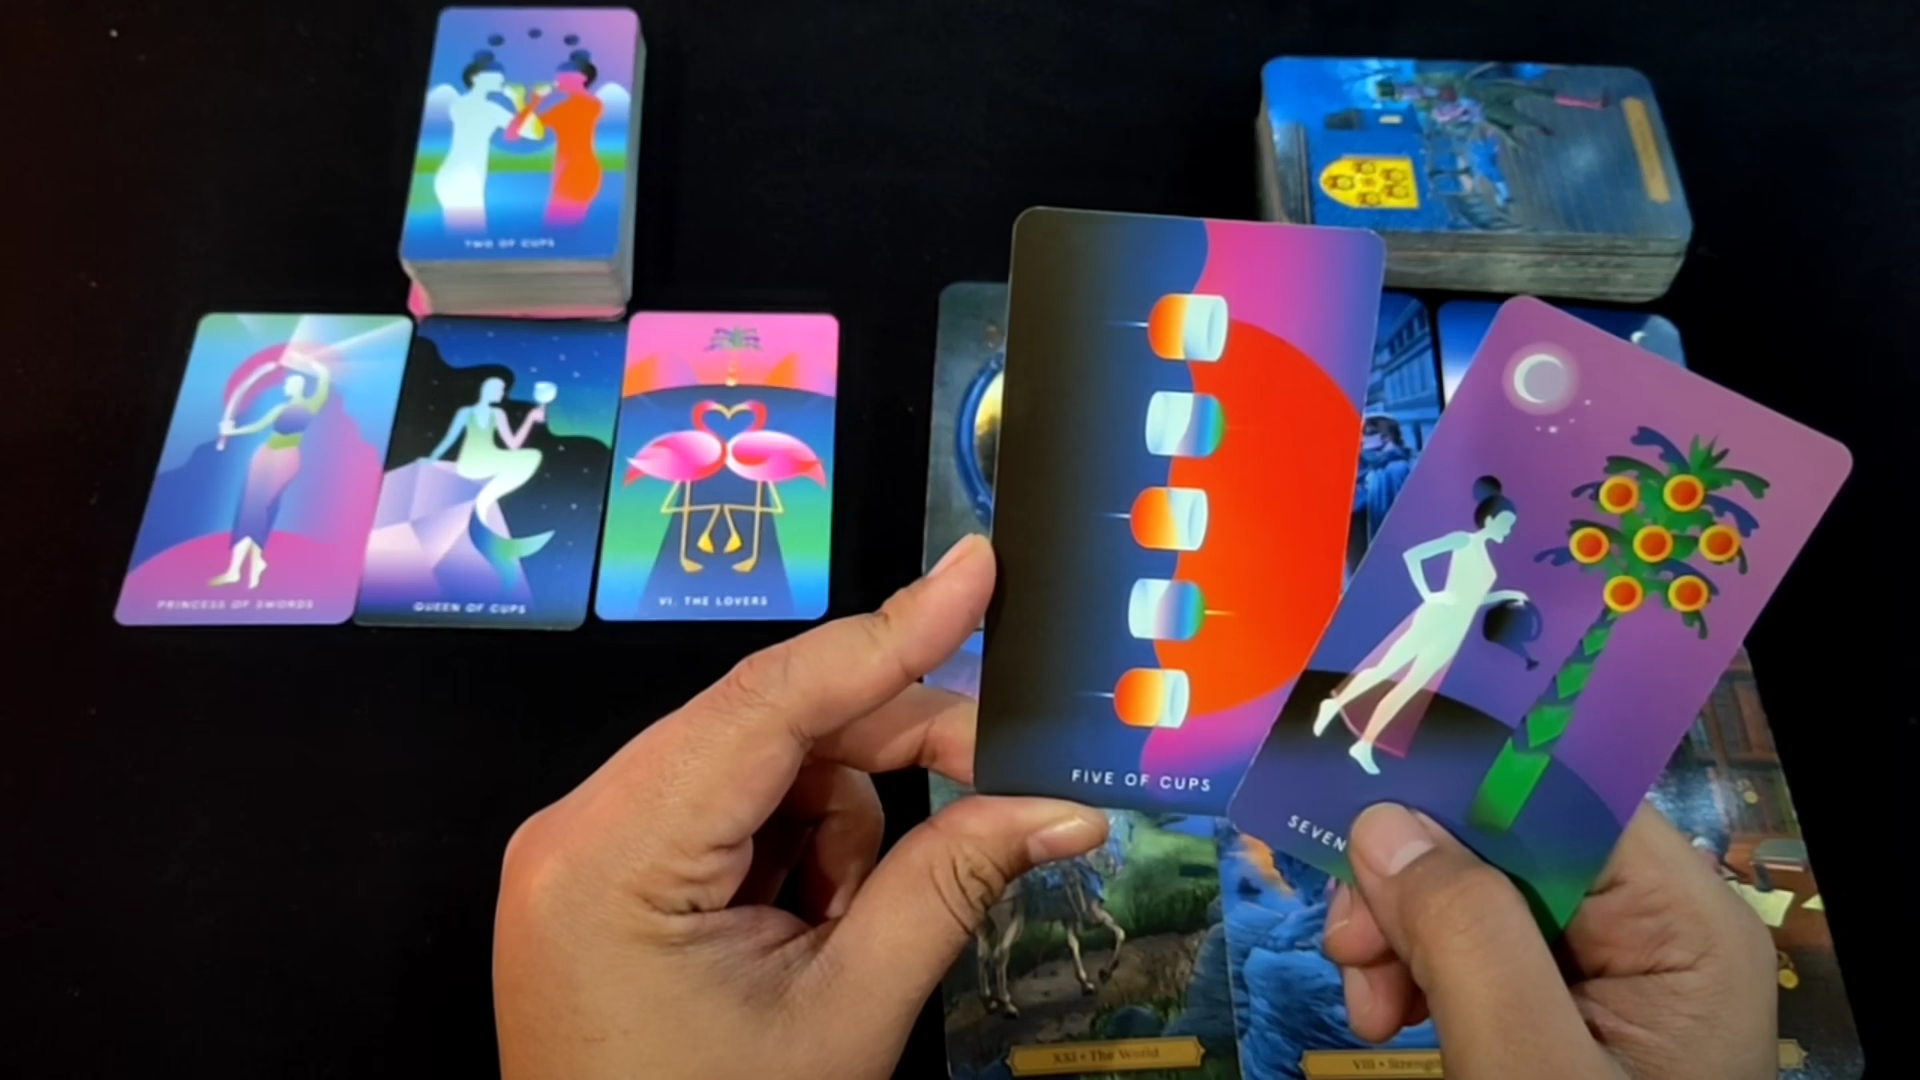 TWO OF CUPS
PRINCESS OF SWORDS
QUEEN OF CUPS
VI. THE LOVERS
FIVE OF CUPS
SEVEN
XXI • The World
VIII • Strength